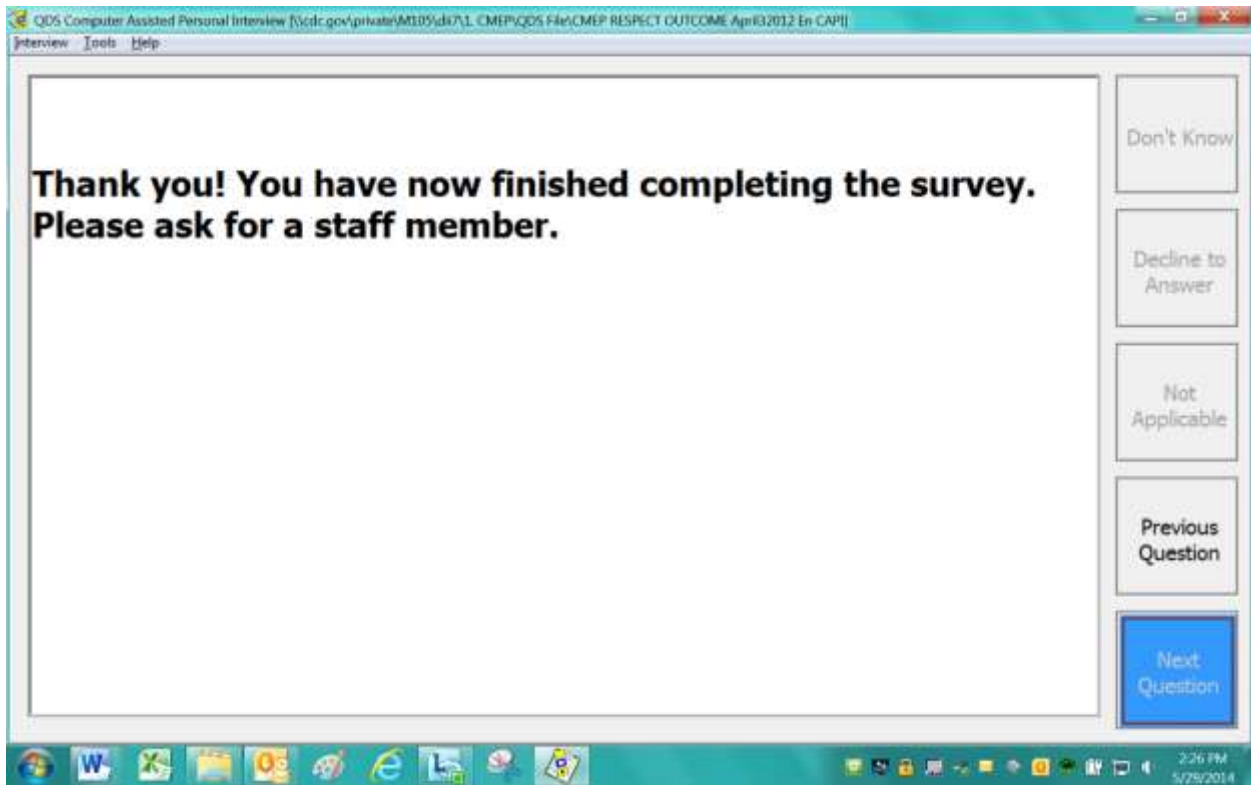 QDS Computer Assisted Personal Interview [\\cdc.gov\private\M105\di7\1. CMEP\QDS File\CMEP RESPECT OUTCOME April32012 En CAPI]
Interview Tools Help
Thank you! You have now finished completing the survey.
Please ask for a staff member.
Don't Know
Decline to
Answer
Not
Applicable
Previous
Question
Next
Question
2:26 PM
5/29/2014